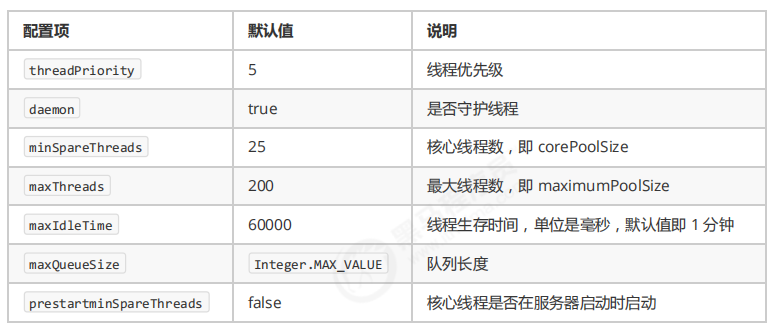 配置项 默认值 说明
threadPriority 5 线程优先级
daemon true 是否守护线程
minSpareThreads 25 核心线程数，即 corePoolSize
maxThreads 200 最大线程数，即 maximumPoolSize
maxIdleTime 60000 线程生存时间，单位是毫秒，默认值即 1 分钟
maxQueueSize Integer.MAX_VALUE 队列长度
prestartminSpareThreads false 核心线程是否在服务器启动时启动